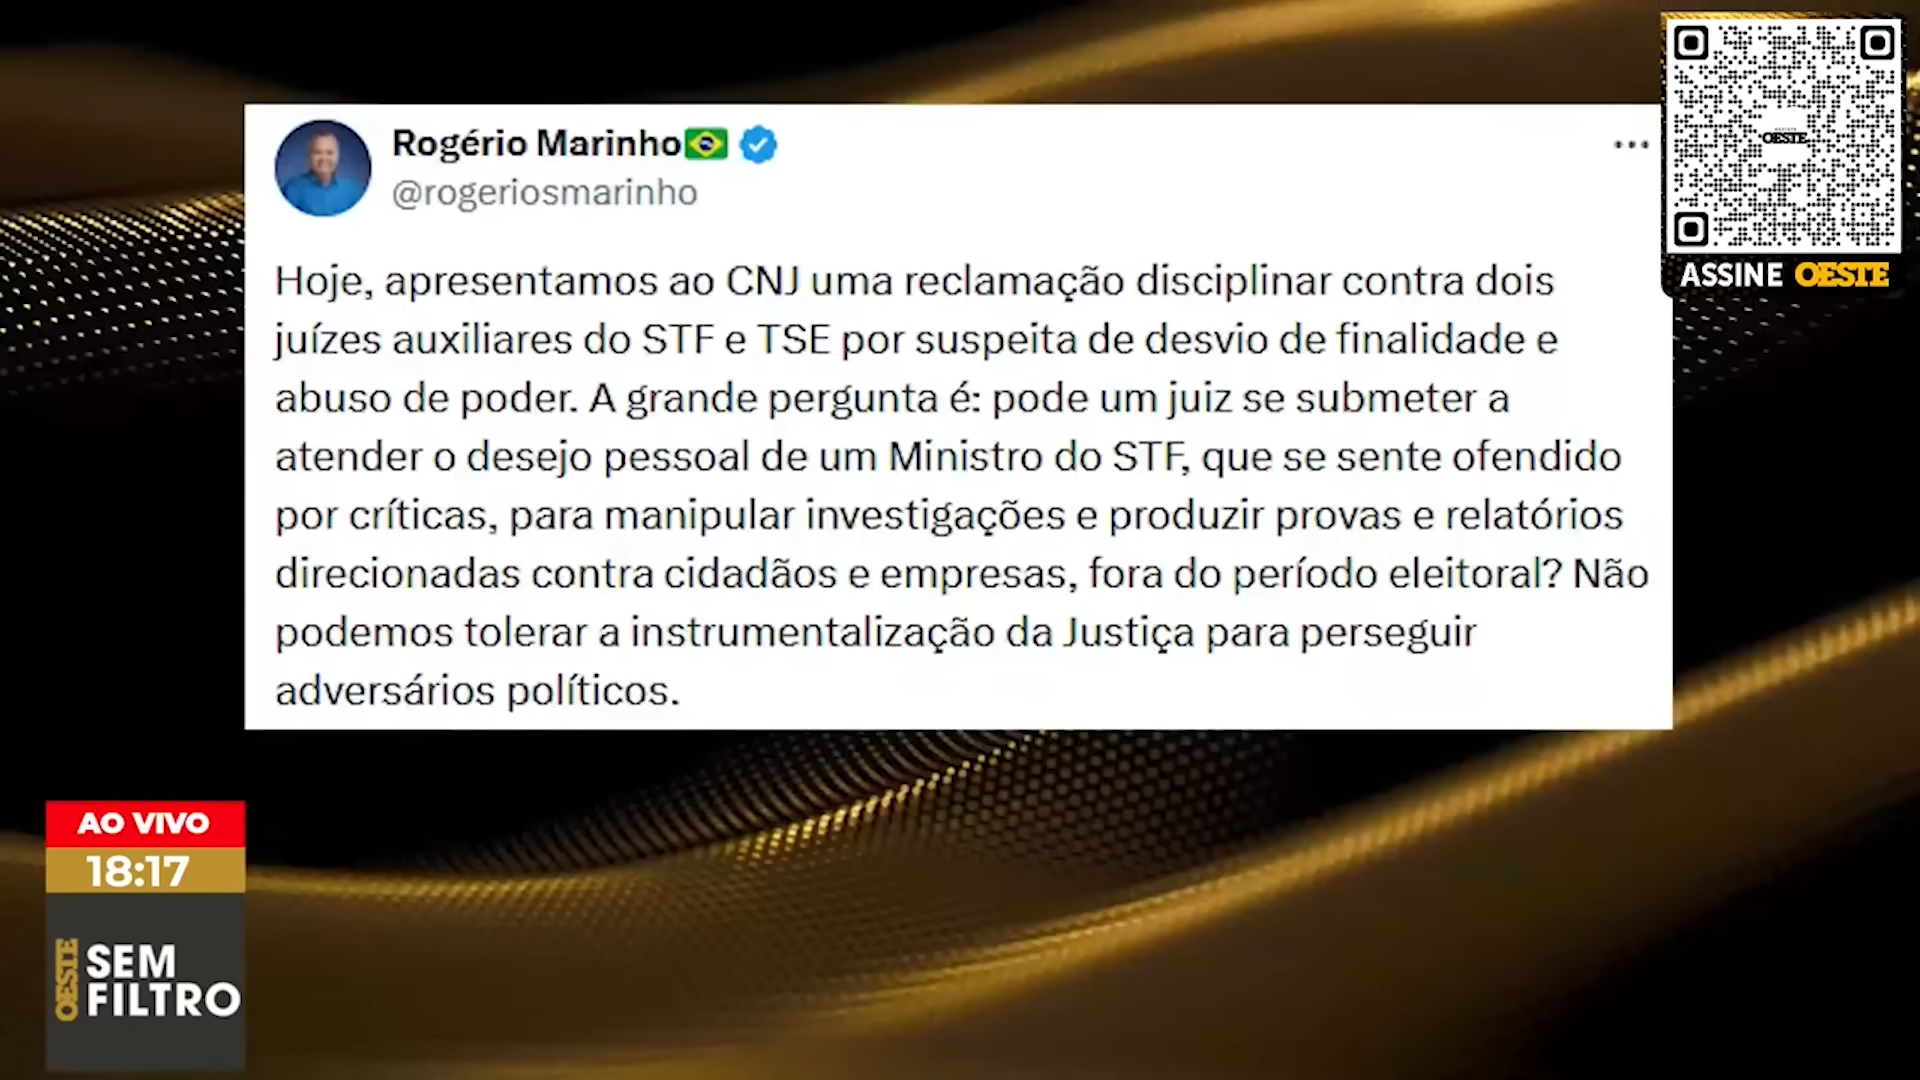 Rogério Marinho
@rogeriosmarinho
Hoje, apresentamos ao CNJ uma reclamação disciplinar contra dois
juízes auxiliares do STF e TSE por suspeita de desvio de finalidade e
abuso de poder. A grande pergunta é: pode um juiz se submeter a
atender o desejo pessoal de um Ministro do STF, que se sente ofendido
por críticas, para manipular investigações e produzir provas e relatórios
direcionadas contra cidadãos e empresas, fora do período eleitoral? Não
podemos tolerar a instrumentalização da Justiça para perseguir
adversários políticos.
OESTE
ASSINE OESTE
AO VIVO
18:17
OESTE
SEM
FILTRO